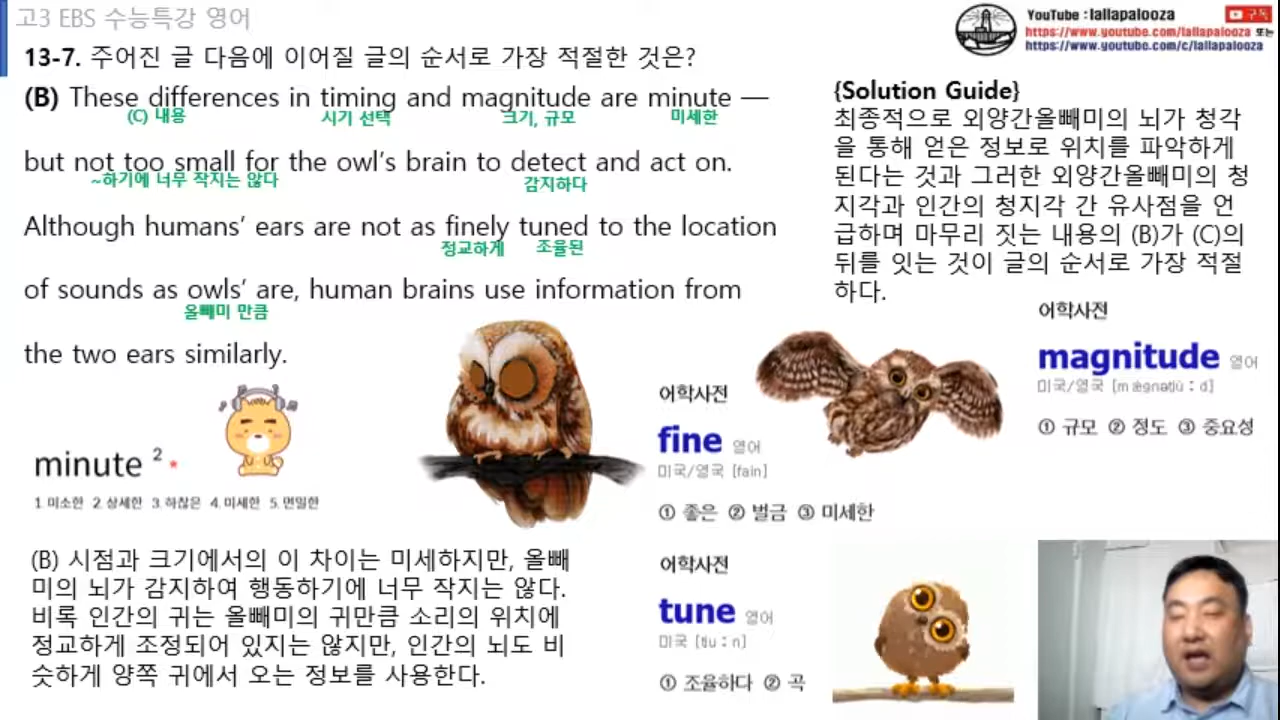 고3 EBS 수능특강 영어
YouTube : lallapalooza
구독
https://www.youtube.com/lallapalooza 또는
https://www.youtube.com/c/lallapalooza
13-7. 주어진 글 다음에 이어질 글의 순서로 가장 적절한 것은?
(B) These differences in timing and magnitude are minute —
(C) 내용 시기 선택 크기, 규모 미세한
but not too small for the owl's brain to detect and act on.
~하기에 너무 작지는 않다 감지하다
Although humans' ears are not as finely tuned to the location
정교하게 조율된
of sounds as owls' are, human brains use information from
올빼미 만큼
the two ears similarly.
{Solution Guide}
최종적으로 외양간올빼미의 뇌가 청각
을 통해 얻은 정보로 위치를 파악하게
된다는 것과 그러한 외양간올빼미의 청
지각과 인간의 청지각 간 유사점을 언
급하며 마무리 짓는 내용의 (B)가 (C)의
뒤를 잇는 것이 글의 순서로 가장 적절
하다.
어학사전
magnitude 영어
미국/영국 [mǽgnətjùːd]
① 규모 ② 정도 ③ 중요성
minute 2 *
1. 미소한 2. 상세한 3. 하찮은 4. 미세한 5. 면밀한
어학사전
fine 영어
미국/영국 [fain]
① 좋은 ② 벌금 ③ 미세한
(B) 시점과 크기에서의 이 차이는 미세하지만, 올빼
미의 뇌가 감지하여 행동하기에 너무 작지는 않다.
비록 인간의 귀는 올빼미의 귀만큼 소리의 위치에
정교하게 조정되어 있지는 않지만, 인간의 뇌도 비
슷하게 양쪽 귀에서 오는 정보를 사용한다.
어학사전
tune 영어
미국 [tjuːn]
① 조율하다 ② 곡